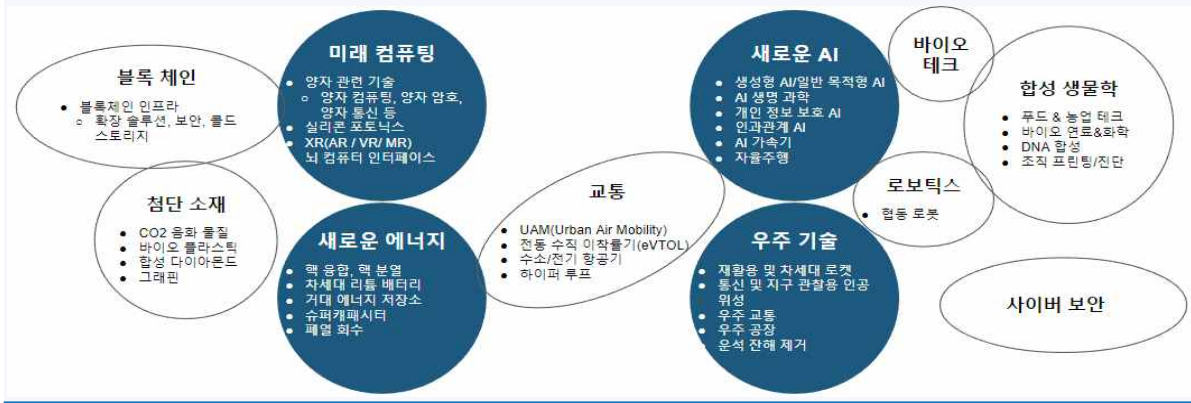 블록 체인
● 블록체인 인프라
○ 확장 솔루션, 보안, 콜드
스토리지
미래 컴퓨팅
● 양자 관련 기술
○ 양자 컴퓨팅, 양자 암호,
양자 통신 등
● 실리콘 포토닉스
● XR(AR / VR/ MR)
뇌 컴퓨터 인터페이스
새로운 AI
● 생성형 AI/일반 목적형 AI
● AI 생명 과학
● 개인 정보 보호 AI
● 인과관계 AI
● AI 가속기
● 자율주행
바이오
테크
합성 생물학
● 푸드 & 농업 테크
● 바이오 연료&화학
● DNA 합성
● 조직 프린팅/진단
첨단 소재
● CO2 음화 물질
● 바이오 플라스틱
● 합성 다이아몬드
● 그래핀
새로운 에너지
● 핵 융합, 핵 분열
● 차세대 리튬 배터리
● 거대 에너지 저장소
● 슈퍼캐패시터
● 폐열 회수
교통
● UAM(Urban Air Mobility)
● 전동 수직 이착륙기(eVTOL)
● 수소/전기 항공기
● 하이퍼 루프
로보틱스
● 협동 로봇
우주 기술
● 재활용 및 차세대 로켓
● 통신 및 지구 관찰용 인공
● 위성
● 우주 교통
● 우주 공장
● 운석 잔해 제거
사이버 보안